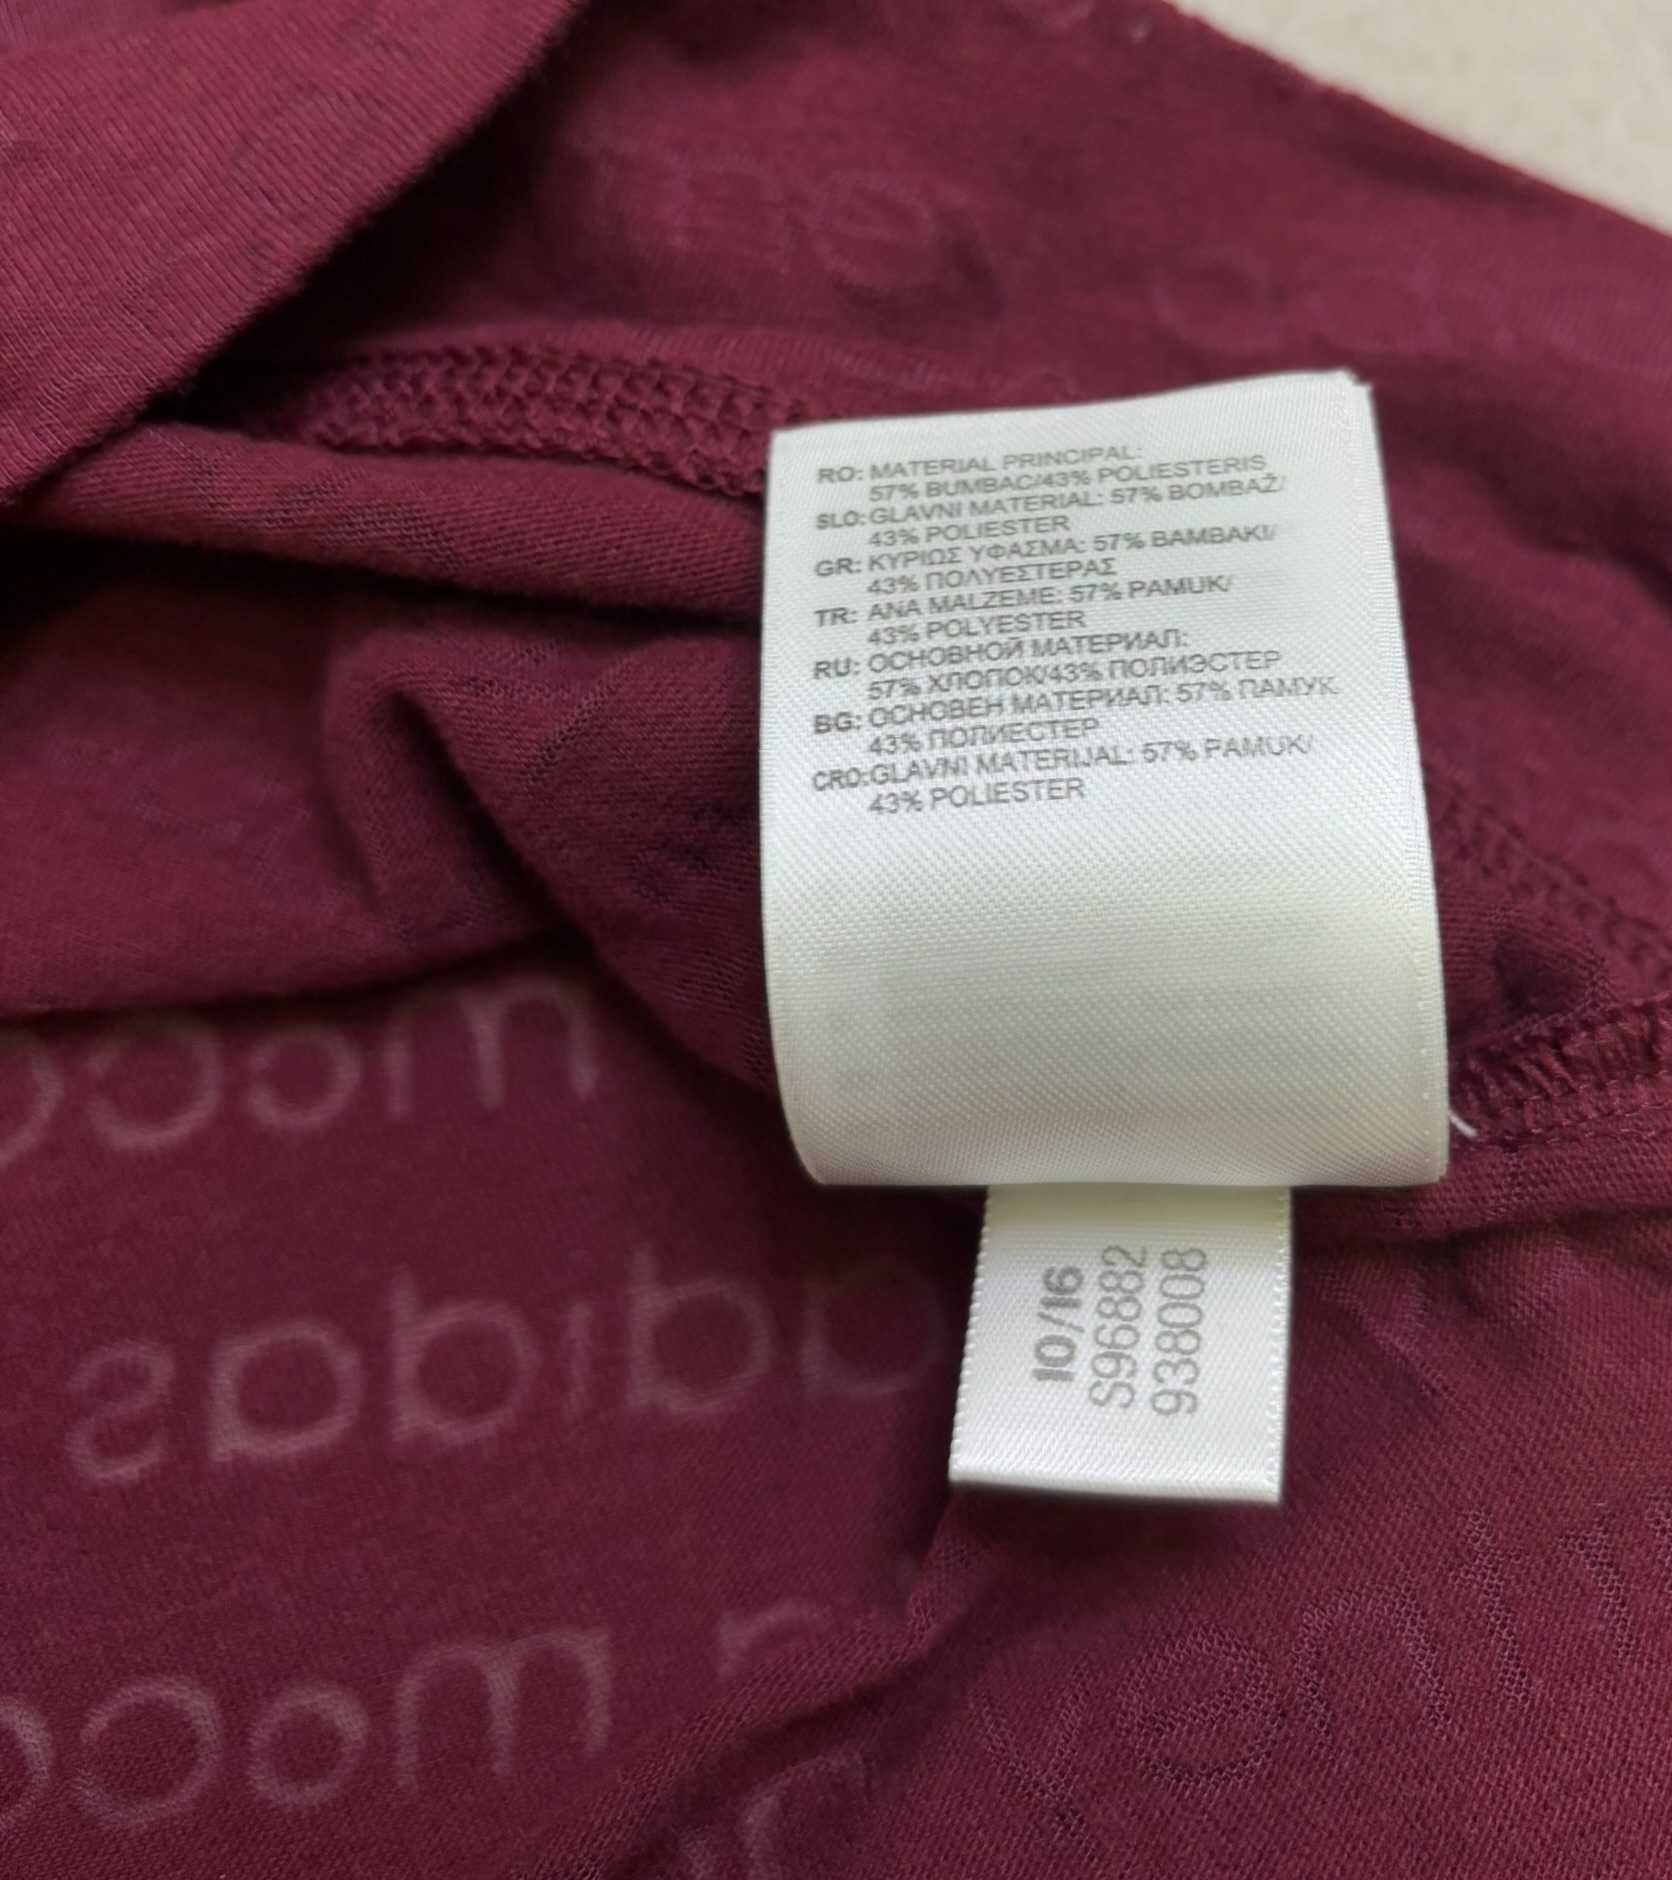 RO: MATERIAL PRINCIPAL:
57% BUMBAC/43% POLIESTERIS
SLO: GLAVNI MATERIAL: 57% BOMBAŽ/
43% POLIESTER
GR: ΚΥΡΙΩΣ ΥΦΑΣΜΑ: 57% ΒΑΜΒΑΚΙ/
43% ΠΟΛΥΕΣΤΕΡΑΣ
TR: ANA MALZEME: 57% PAMUK/
43% POLYESTER
RU: ОСНОВНОЙ МАТЕРИАЛ:
57% ХЛОПОК/43% ПОЛИЭСТЕР
BG: ОСНОВЕН МАТЕРИАЛ: 57% ПАМУК
43% ПОЛИЕСТЕР
CRO: GLAVNI MATERIJAL: 57% PAMUK/
43% POLIESTER
10/16
S96882
938008